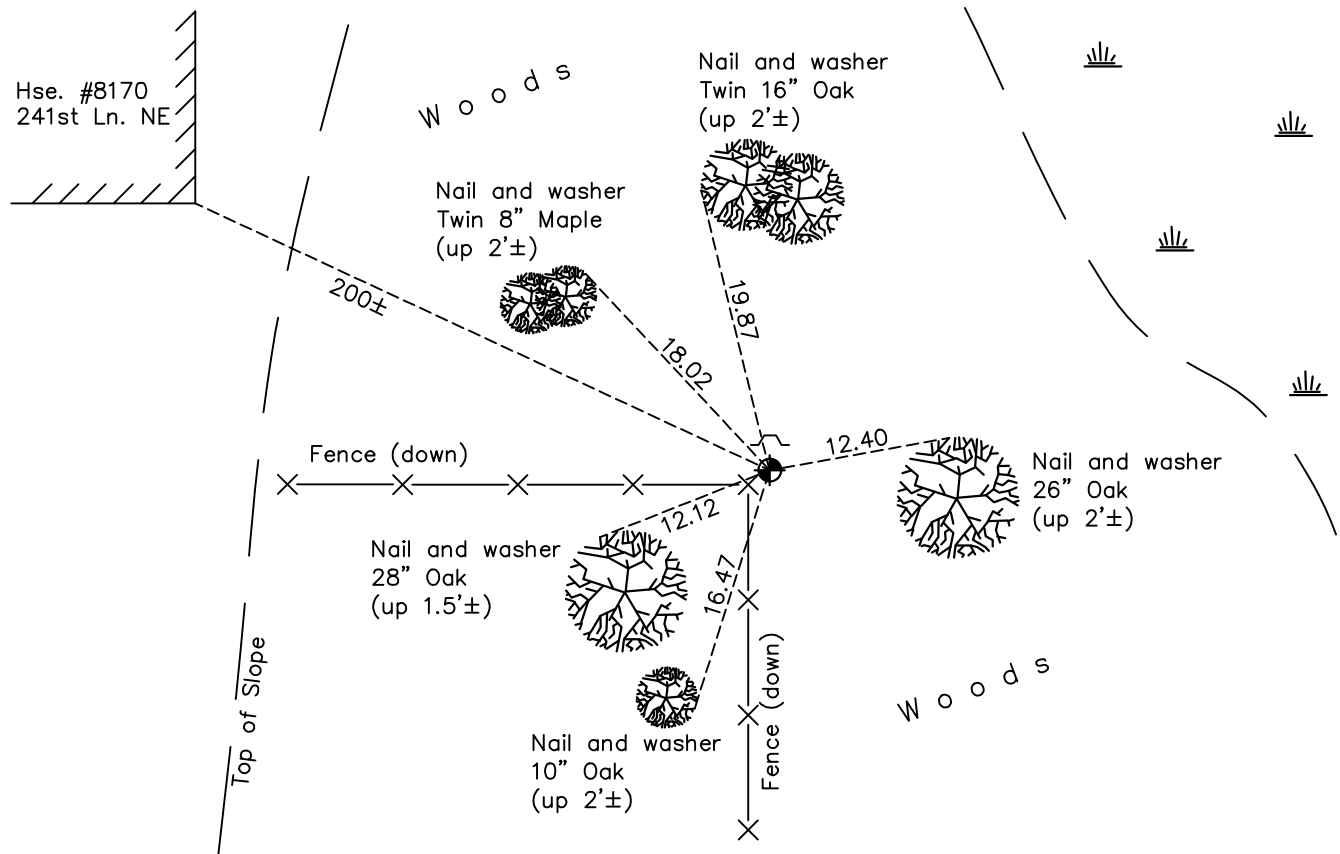 Hse. #8170
241st Ln. NE
Woods
Nail and washer
Twin 16” Oak
(up 2'±)
Nail and washer
Twin 8” Maple
(up 2'±)
200±
19.87
18.02
12.40
Fence (down)
Nail and washer
26” Oak
(up 2'±)
12.12
Nail and washer
28” Oak
(up 1.5'±)
16.47
Top of Slope
Fence (down)
Woods
Nail and washer
10” Oak
(up 2'±)